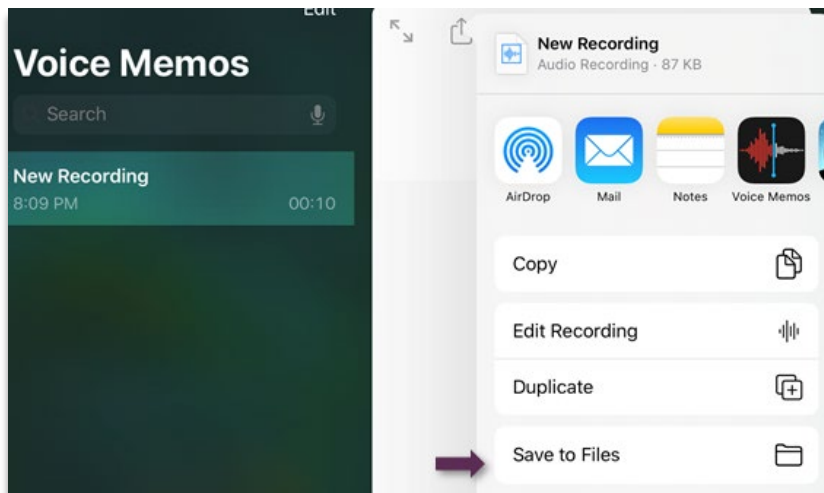 Edit
Voice Memos
Search
New Recording
8:09 PM 00:10
New Recording
Audio Recording · 87 KB
AirDrop Mail Notes Voice Memos
Copy
Edit Recording
Duplicate
Save to Files